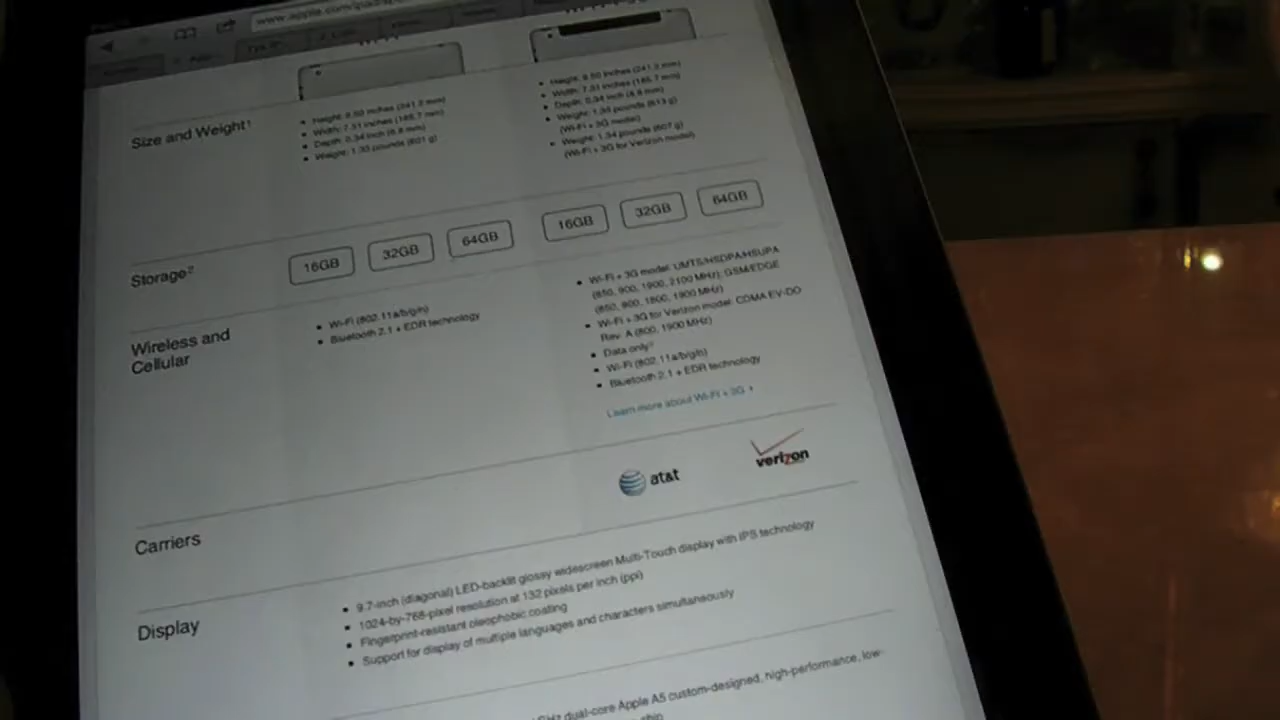 www.apple.com/ipad/
Size and Weight¹
Height: 9.50 inches (241.2 mm)
Width: 7.31 inches (185.7 mm)
Depth: 0.34 inch (8.8 mm)
Weight: 1.33 pounds (601 g)
Height: 9.50 inches (241.2 mm)
Width: 7.31 inches (185.7 mm)
Depth: 0.34 inch (8.8 mm)
Weight: 1.35 pounds (613 g)
(Wi-Fi + 3G model)
Weight: 1.34 pounds (607 g)
(Wi-Fi + 3G for Verizon model)
Storage²
16GB 32GB 64GB 16GB 32GB 64GB
Wireless and
Cellular
Wi-Fi (802.11a/b/g/n)
Bluetooth 2.1 + EDR technology
Wi-Fi + 3G model: UMTS/HSDPA/HSUPA
(850, 900, 1900, 2100 MHz); GSM/EDGE
(850, 900, 1800, 1900 MHz)
Wi-Fi + 3G for Verizon model: CDMA EV-DO
Rev. A (800, 1900 MHz)
Data only³
Wi-Fi (802.11a/b/g/n)
Bluetooth 2.1 + EDR technology
Learn more about Wi-Fi + 3G
Carriers
at&t
verizon
Display
9.7-inch (diagonal) LED-backlit glossy widescreen Multi-Touch display with IPS technology
1024-by-768-pixel resolution at 132 pixels per inch (ppi)
Fingerprint-resistant oleophobic coating
Support for display of multiple languages and characters simultaneously
GHz dual-core Apple A5 custom-designed, high-performance, low-
chip